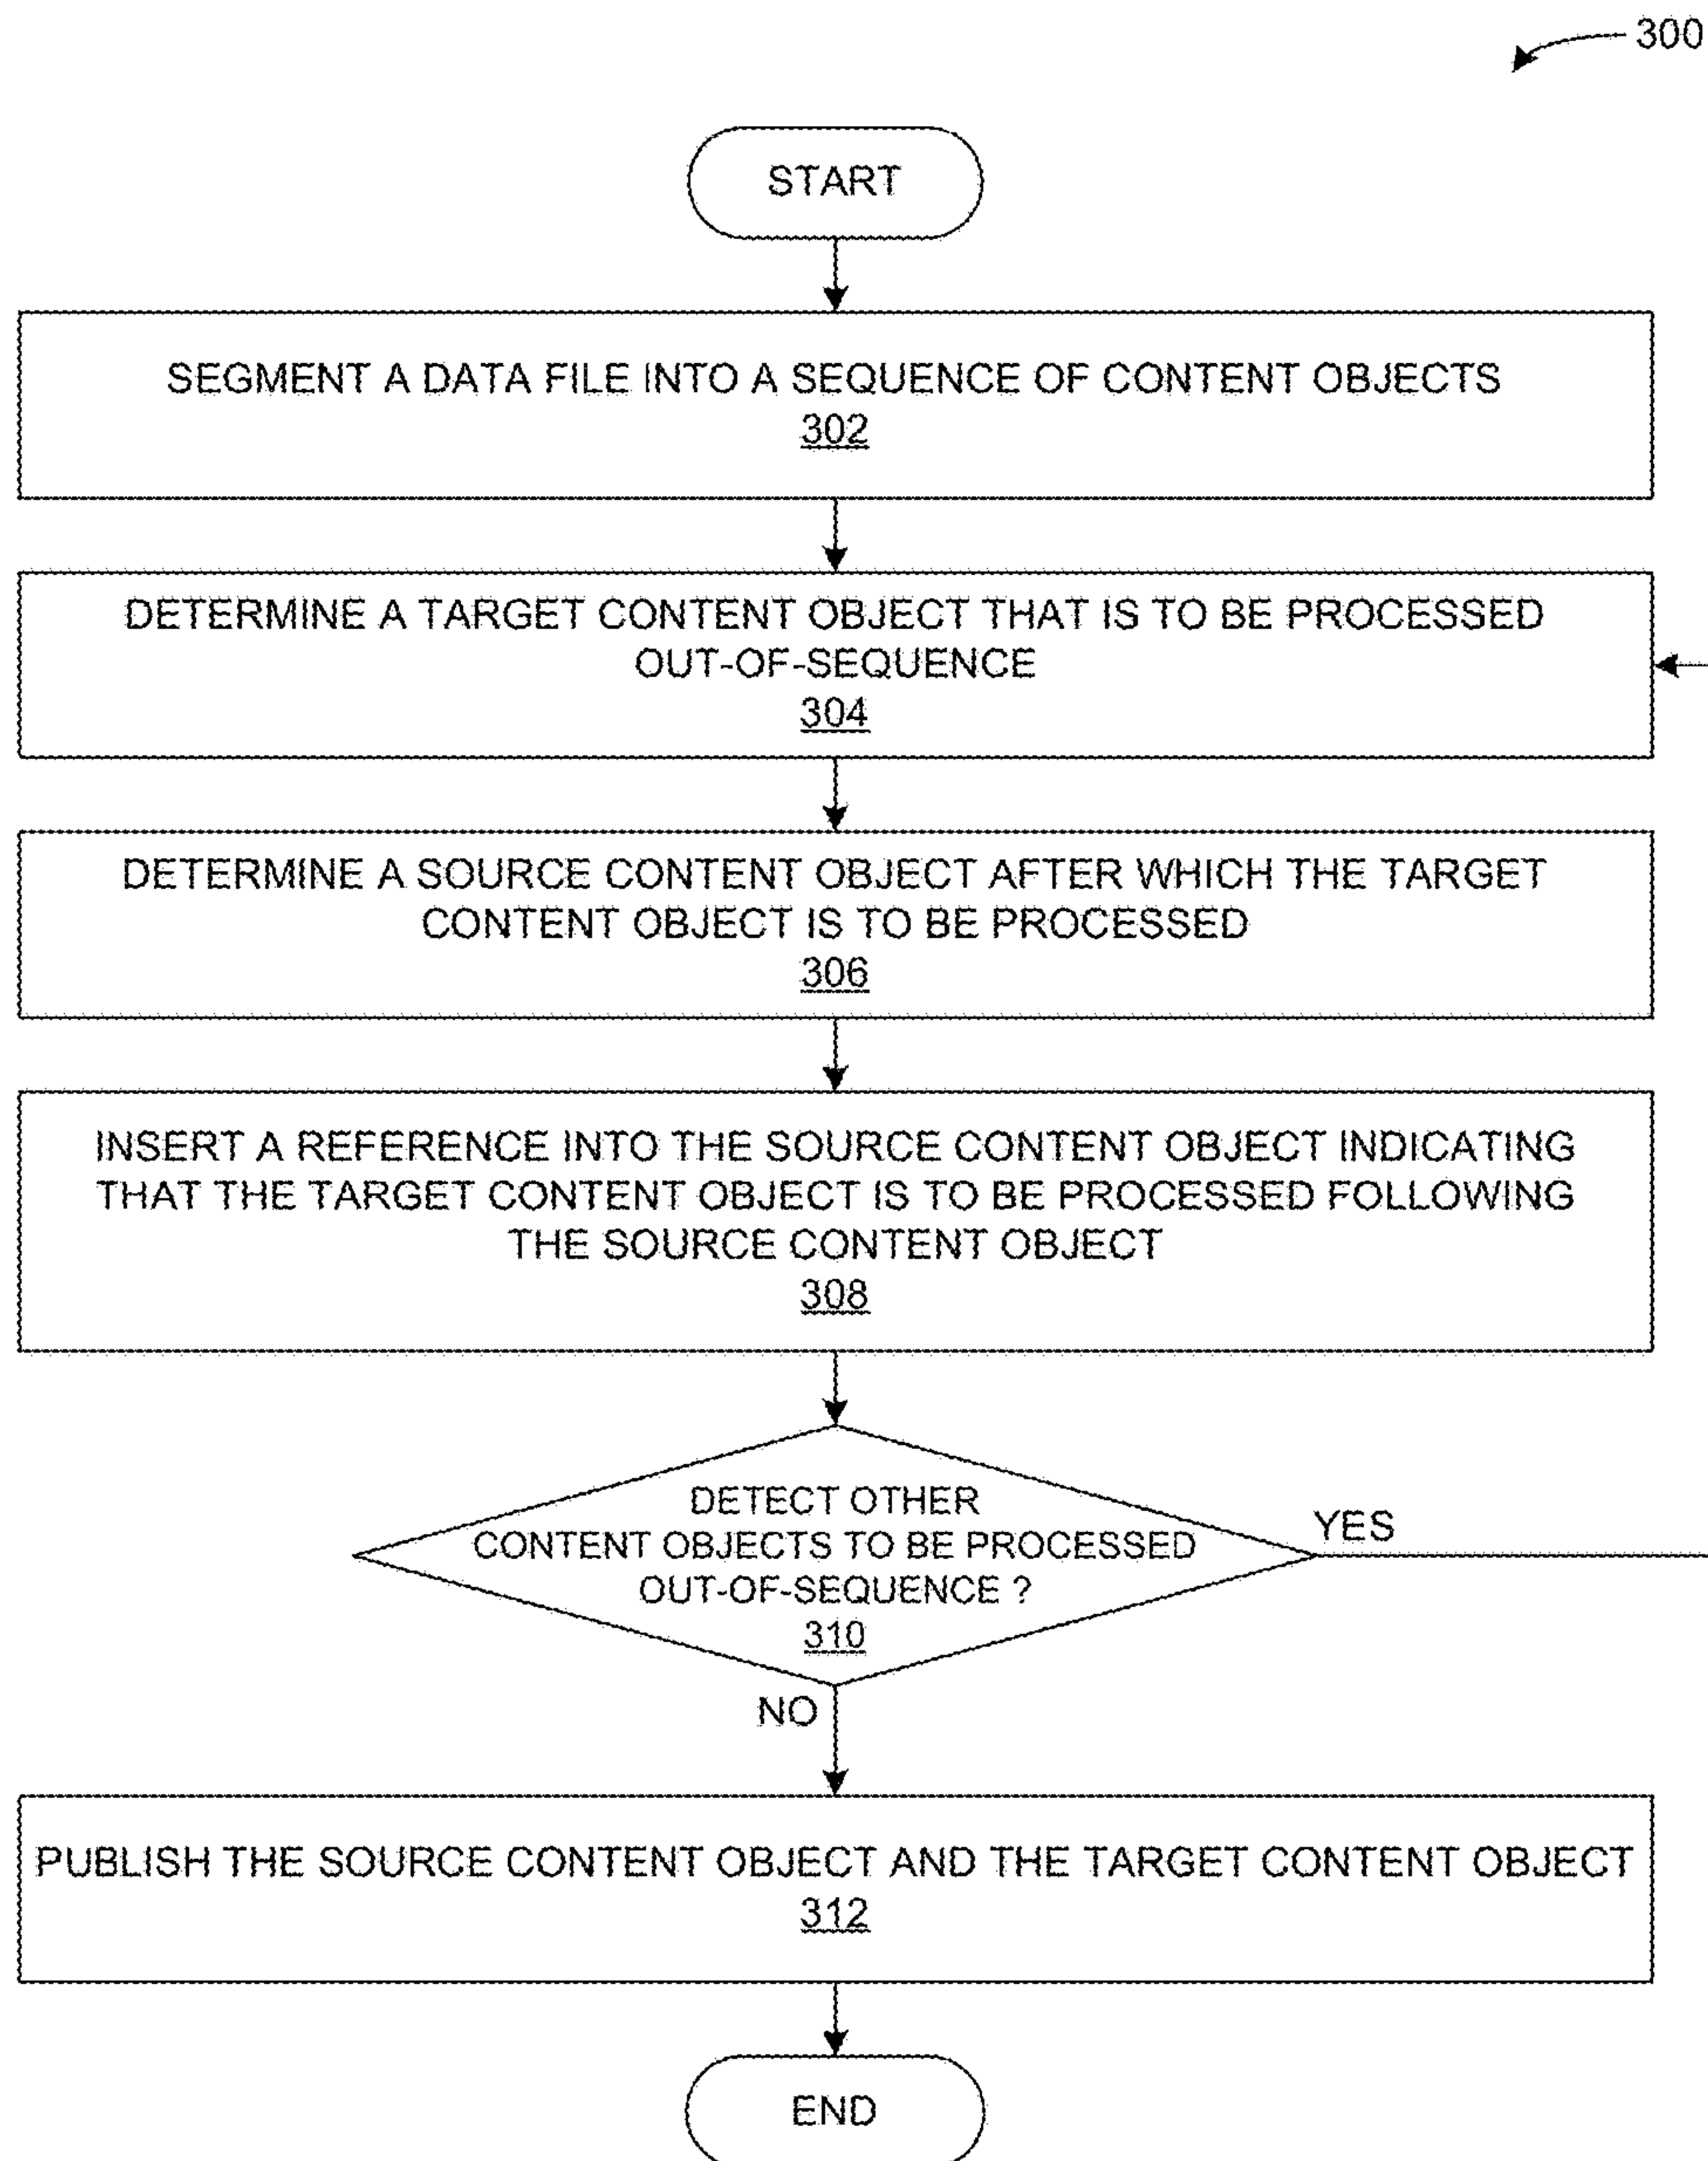 300
START
SEGMENT A DATA FILE INTO A SEQUENCE OF CONTENT OBJECTS
302
DETERMINE A TARGET CONTENT OBJECT THAT IS TO BE PROCESSED
OUT-OF-SEQUENCE
304
DETERMINE A SOURCE CONTENT OBJECT AFTER WHICH THE TARGET
CONTENT OBJECT IS TO BE PROCESSED
306
INSERT A REFERENCE INTO THE SOURCE CONTENT OBJECT INDICATING
THAT THE TARGET CONTENT OBJECT IS TO BE PROCESSED FOLLOWING
THE SOURCE CONTENT OBJECT
308
DETECT OTHER
CONTENT OBJECTS TO BE PROCESSED
OUT-OF-SEQUENCE ?
310
YES
NO
PUBLISH THE SOURCE CONTENT OBJECT AND THE TARGET CONTENT OBJECT
312
END